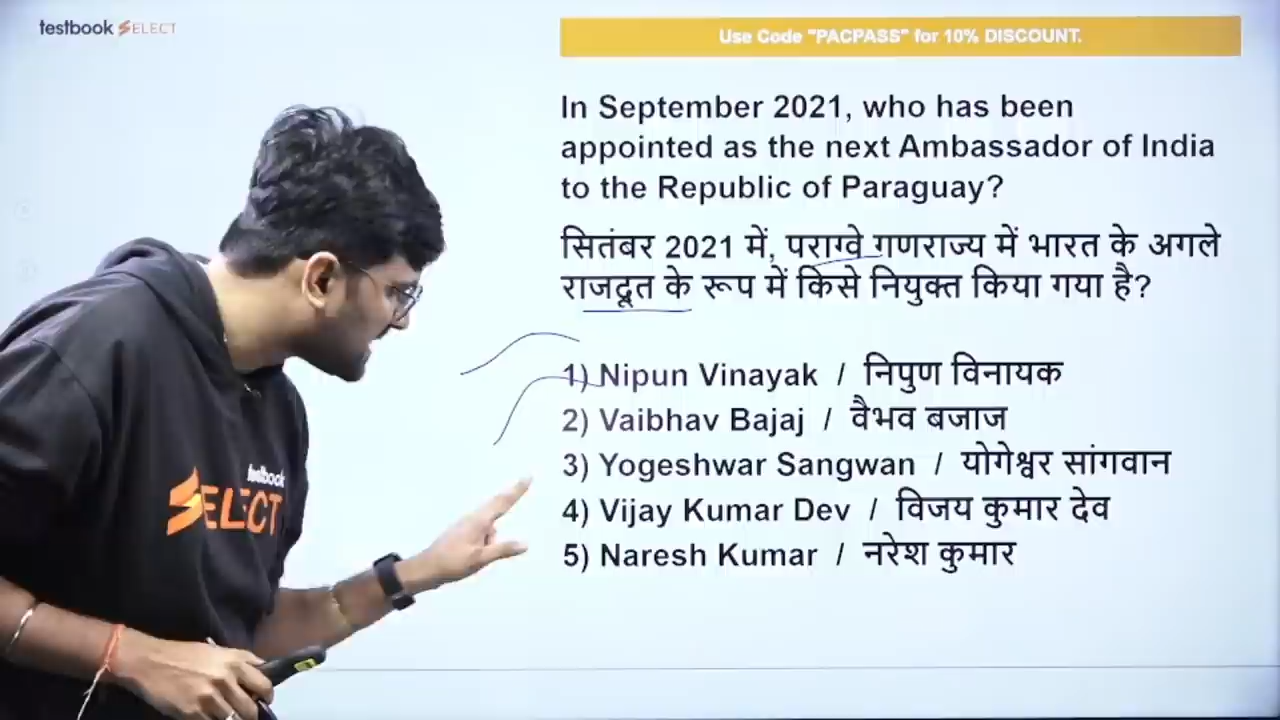 testbook SELECT
Use Code "PACPASS" for 10% DISCOUNT.
In September 2021, who has been
appointed as the next Ambassador of India
to the Republic of Paraguay?
सितंबर 2021 में, पराग्वे गणराज्य में भारत के अगले
राजदूत के रूप में किसे नियुक्त किया गया है?
1) Nipun Vinayak / निपुण विनायक
2) Vaibhav Bajaj / वैभव बजाज
3) Yogeshwar Sangwan / योगेश्वर सांगवान
4) Vijay Kumar Dev / विजय कुमार देव
5) Naresh Kumar / नरेश कुमार
testbook
SELECT